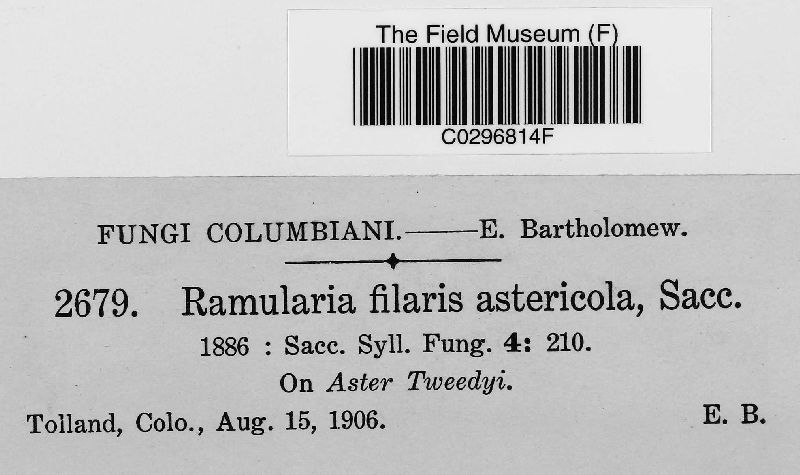 The Field Museum (F)
C0296814F
FUNGI COLUMBIANI.——E. Bartholomew.
2679. Ramularia filaris astericola, Sacc.
1886 : Sacc. Syll. Fung. 4: 210.
On Aster Tweedyi.
Tolland, Colo., Aug. 15, 1906. E. B.